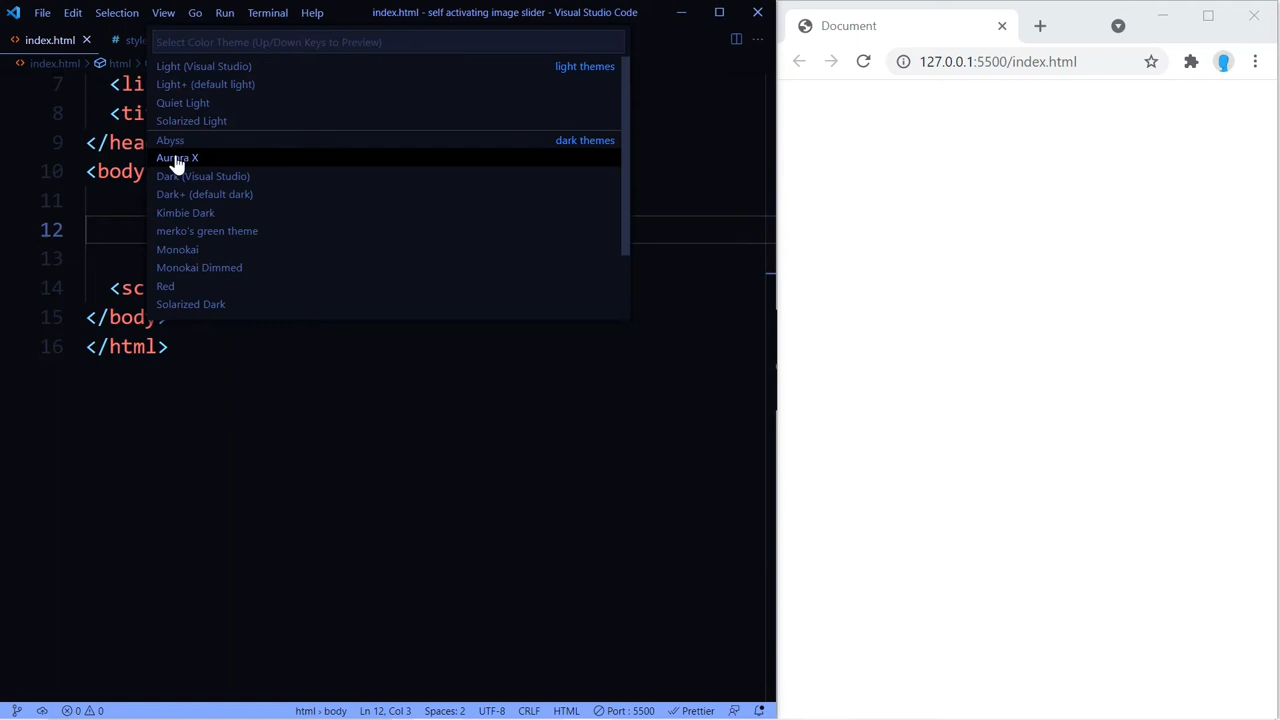 File Edit Selection View Go Run Terminal Help index.html - self activating image slider - Visual Studio Code
index.html # style
index.html > html >
Select Color Theme (Up/Down Keys to Preview)
Light (Visual Studio) light themes
Light+ (default light)
Quiet Light
Solarized Light
Abyss dark themes
Aurora X
Dark (Visual Studio)
Dark+ (default dark)
Kimbie Dark
merko's green theme
Monokai
Monokai Dimmed
Red
Solarized Dark
7 <li
8 <ti
9 </hea
10 <body
11
12
13
14 <sc
15 </body>
16 </html>
0 0 html > body Ln 12, Col 3 Spaces: 2 UTF-8 CRLF HTML Port : 5500 Prettier
Document
127.0.0.1:5500/index.html